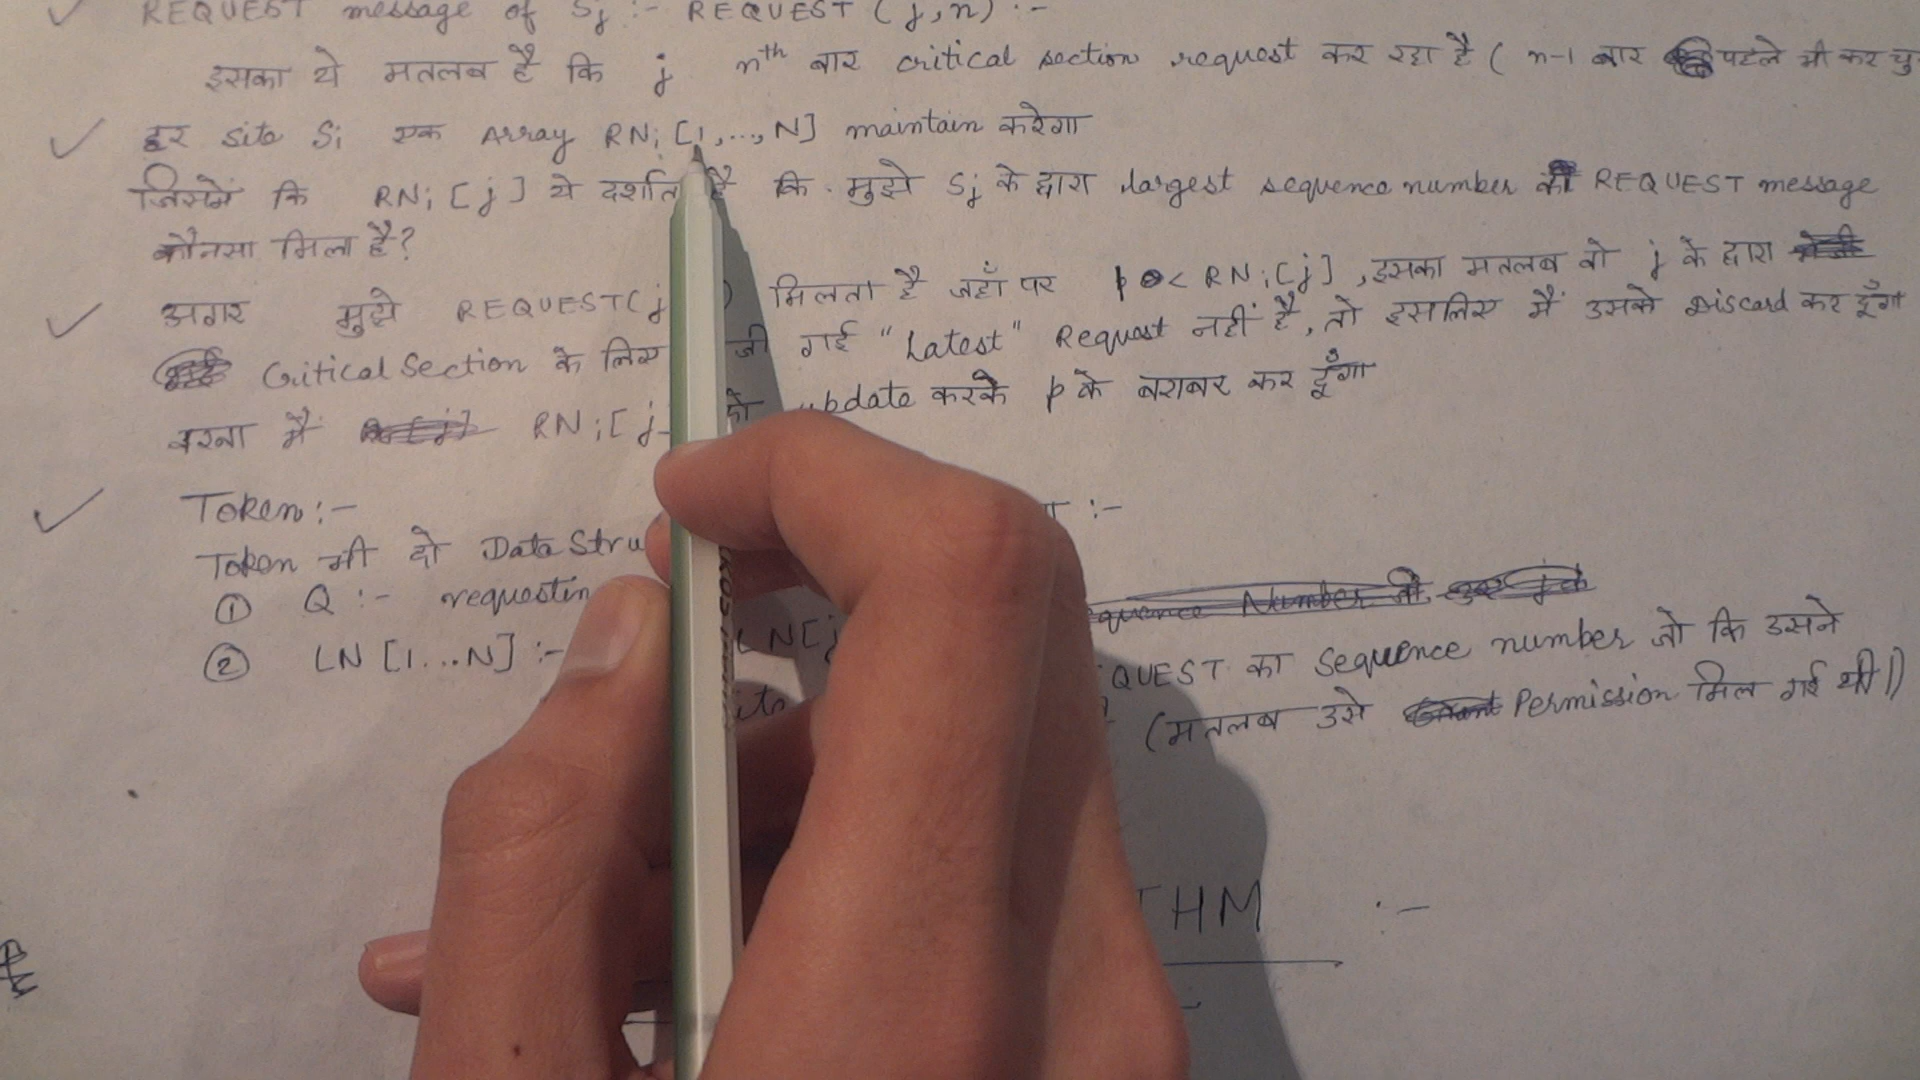 REQUEST message of Sj :- REQUEST (j,n) :-
इसका ये मतलब है कि j nth बार critical section request कर रहा है ( n-1 बार पहले भी कर चु
हर site Si एक Array RNi [1,...,N] maintain करेगा
जिसमें कि RNi [j] ये दर्शाता है कि मुझे Sj के द्वारा largest sequence number की REQUEST message
कौनसा मिला है?
अगर मुझे REQUEST(j ) मिलता है जहाँ पर p < RNi[j] , इसका मतलब वो j के द्वारा
Critical Section के लिए की गई "Latest" Request नहीं है, तो इसलिए मैं उसको Discard कर दूँगा
वरना मैं RNi[j] को update करके p के बराबर कर दूँगा
Token :-
Token भी दो Data Stru :-
① Q :- requestin
② LN [1...N] :- LN[j QUEST का Sequence number जो कि उसने
(मतलब उसे Permission मिल गई थी।)
THM :-